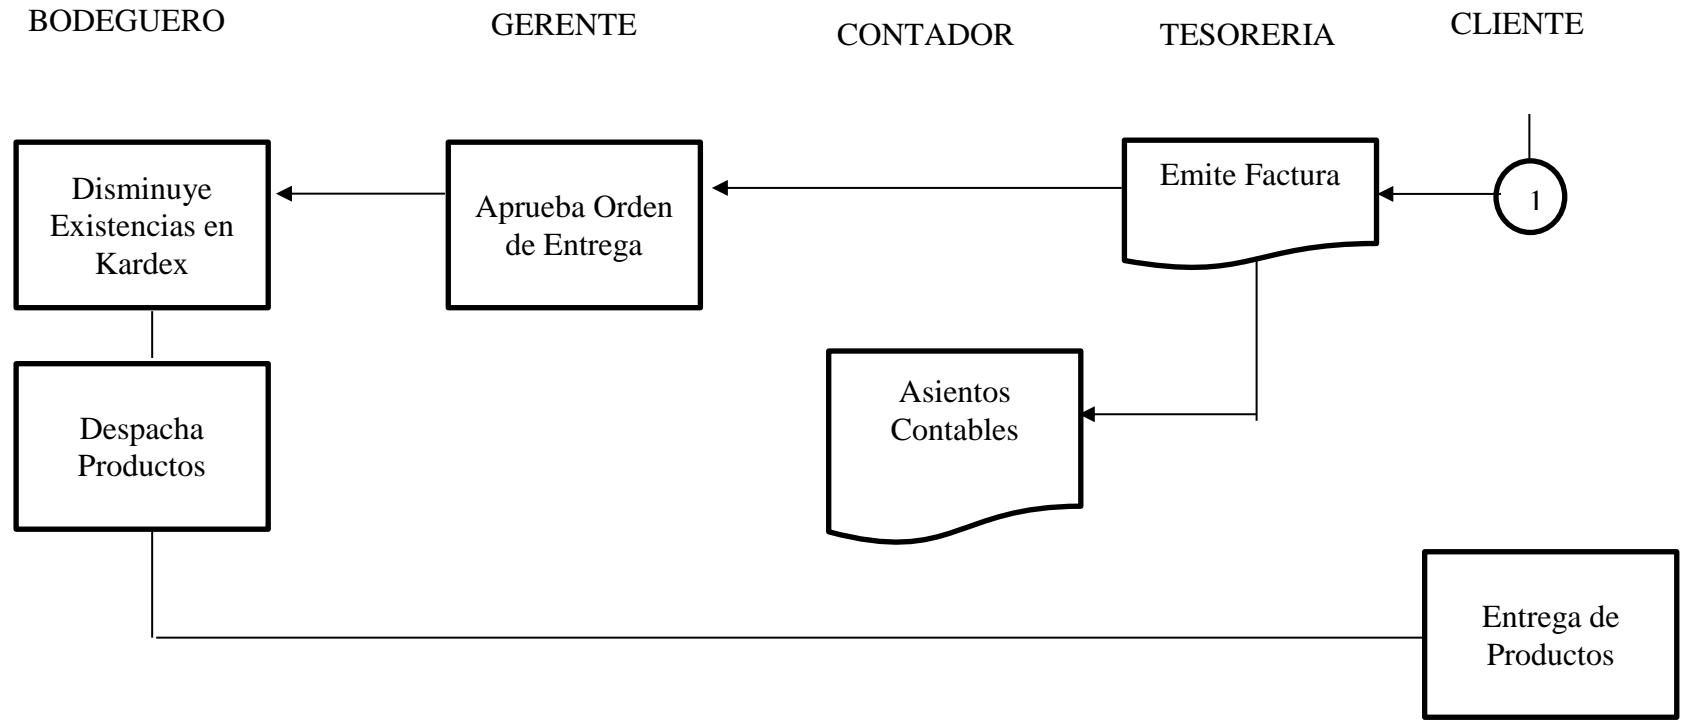 BODEGUERO
GERENTE
CONTADOR
TESORERIA
CLIENTE
Disminuye
Existencias en
Kardex
Aprueba Orden
de Entrega
Emite Factura
1
Despacha
Productos
Asientos
Contables
Entrega de
Productos